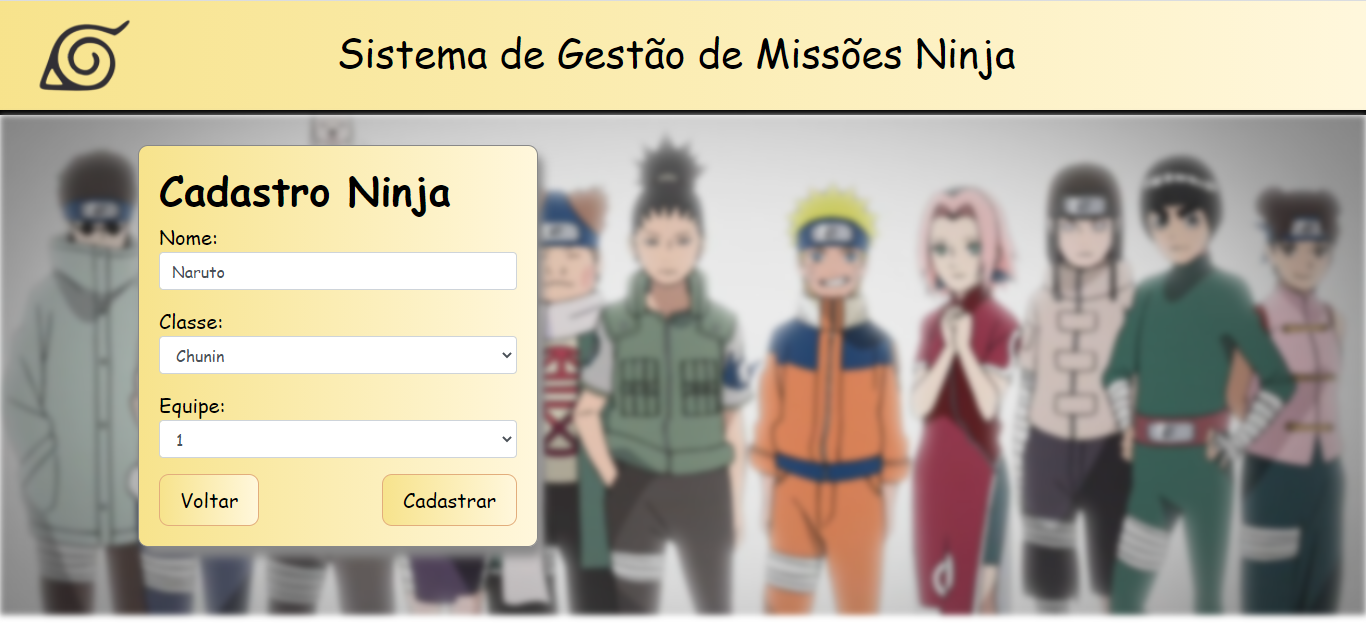 Sistema de Gestão de Missões Ninja
Cadastro Ninja
Nome:
Naruto
Classe:
Chunin
Equipe:
1
Voltar
Cadastrar